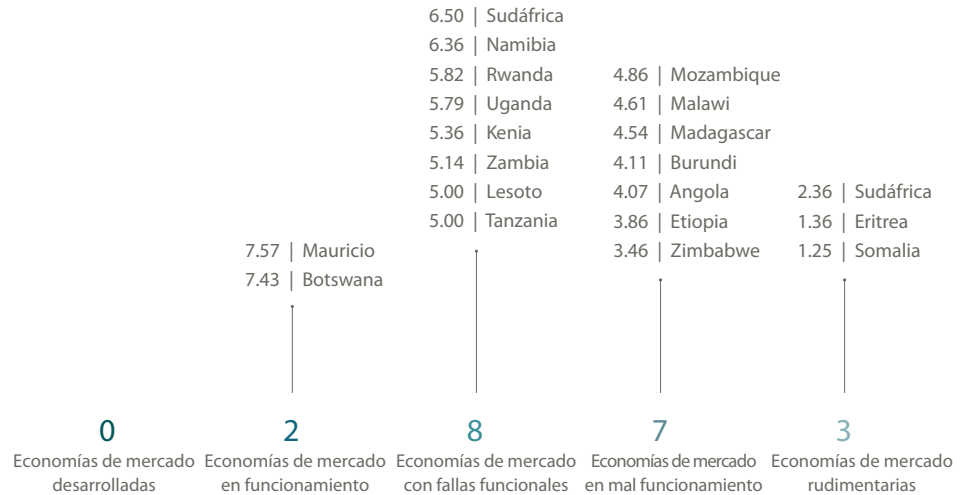 6.50 | Sudáfrica
6.36 | Namibia
5.82 | Rwanda
5.79 | Uganda
5.36 | Kenia
5.14 | Zambia
5.00 | Lesoto
5.00 | Tanzania
4.86 | Mozambique
4.61 | Malawi
4.54 | Madagascar
4.11 | Burundi
4.07 | Angola
3.86 | Etiopia
3.46 | Zimbabwe
2.36 | Sudáfrica
1.36 | Eritrea
1.25 | Somalia
7.57 | Mauricio
7.43 | Botswana
0
Economías de mercado
desarrolladas
2
Economías de mercado
en funcionamiento
8
Economías de mercado
con fallas funcionales
7
Economías de mercado
en mal funcionamiento
3
Economías de mercado
rudimentarias